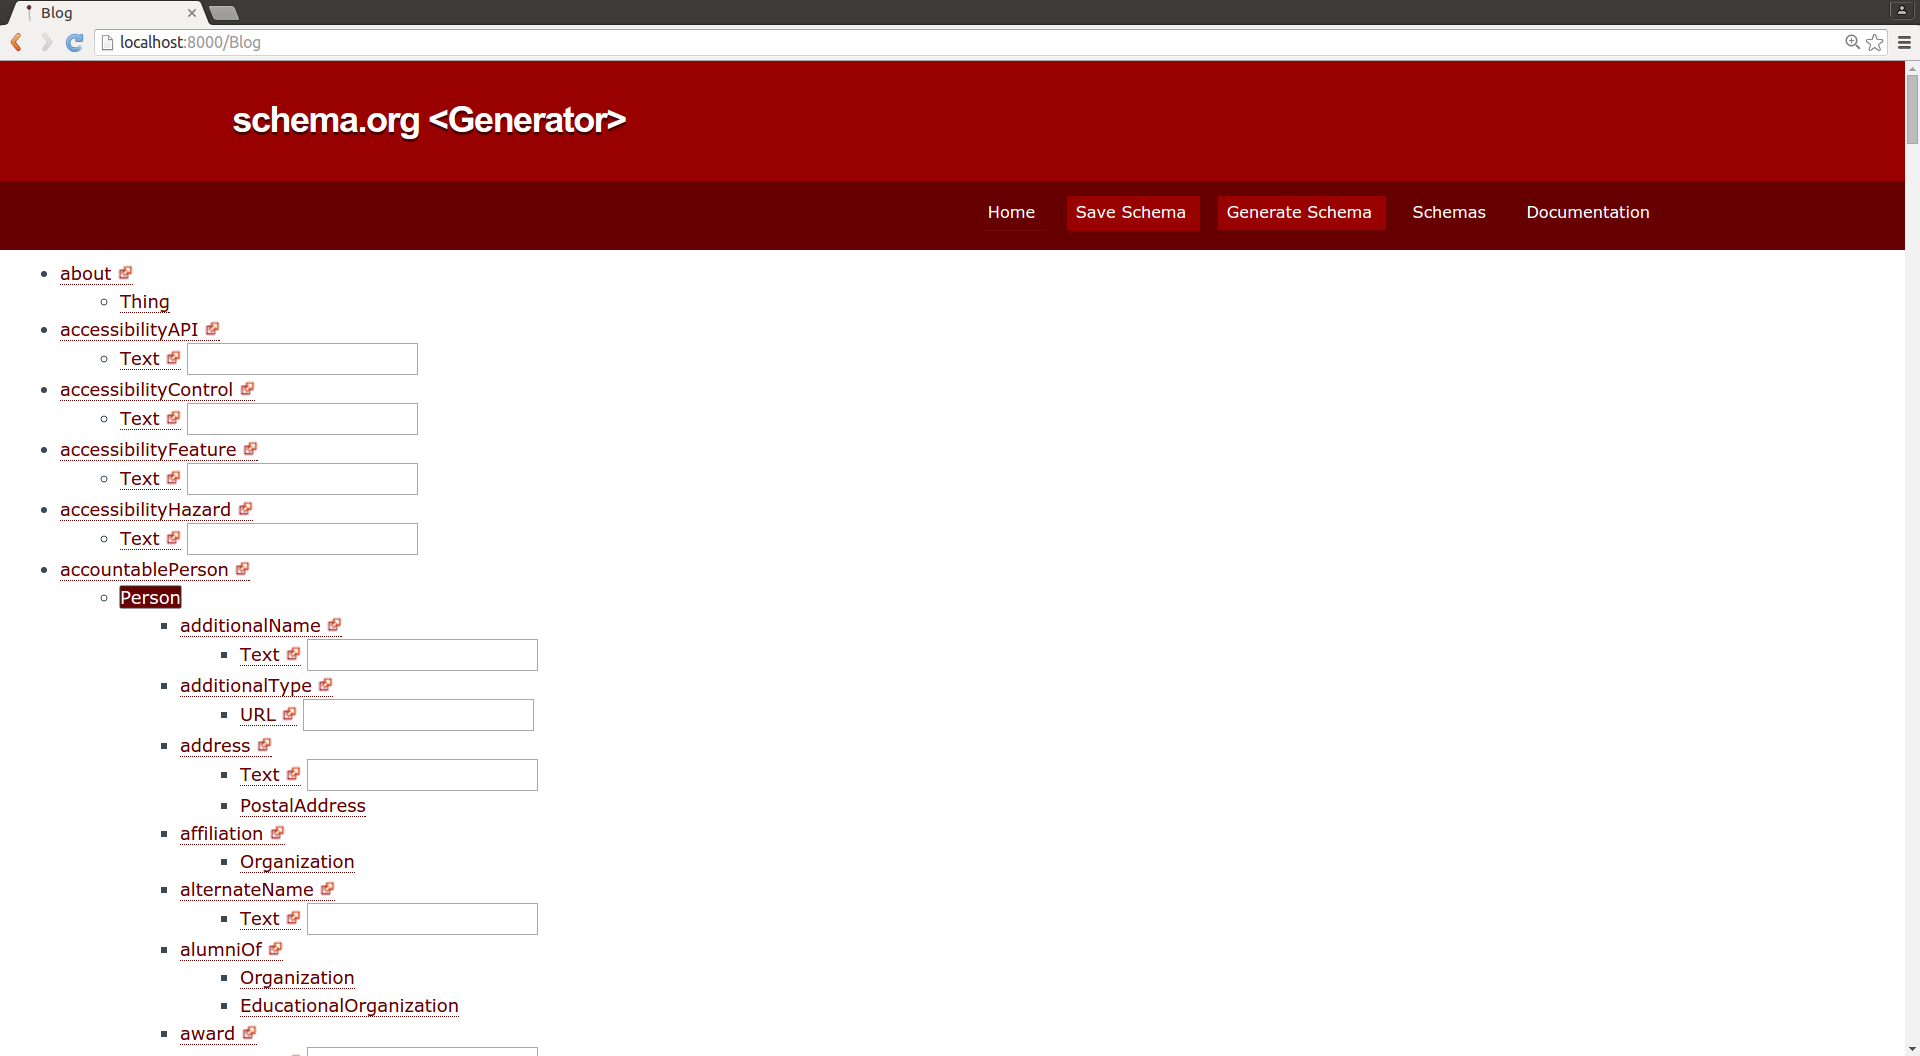 Blog
localhost:8000/Blog
schema.org <Generator>
Home Save Schema Generate Schema Schemas Documentation
about
Thing
accessibilityAPI
Text
accessibilityControl
Text
accessibilityFeature
Text
accessibilityHazard
Text
accountablePerson
Person
additionalName
Text
additionalType
URL
address
Text
PostalAddress
affiliation
Organization
alternateName
Text
alumniOf
Organization
EducationalOrganization
award